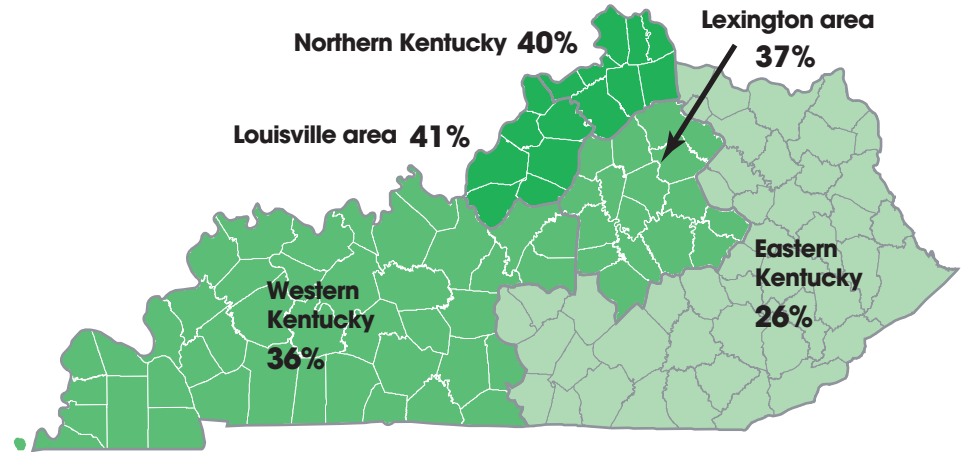 Lexington area
37%
Northern Kentucky 40%
Louisville area 41%
Eastern
Kentucky
26%
Western
Kentucky
36%